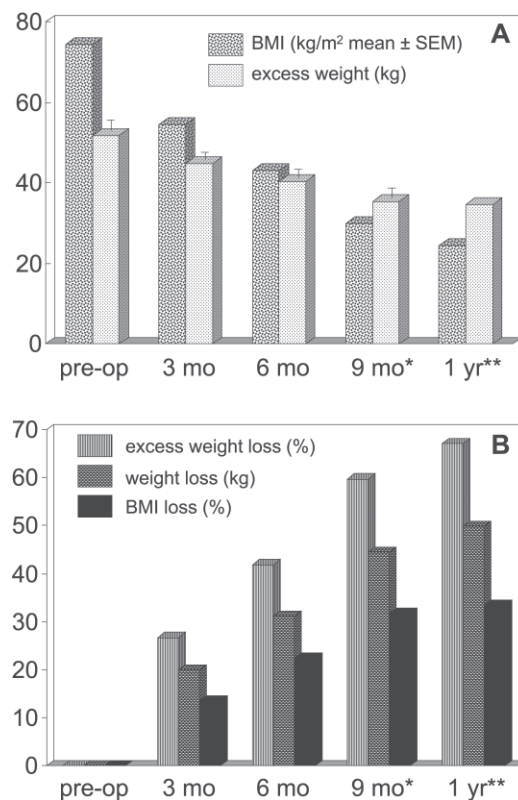 80
60
40
20
0
A
BMI (kg/m² mean ± SEM)
excess weight (kg)
pre-op 3 mo 6 mo 9 mo* 1 yr**
70
60
50
40
30
20
10
0
B
excess weight loss (%)
weight loss (kg)
BMI loss (%)
pre-op 3 mo 6 mo 9 mo* 1 yr**